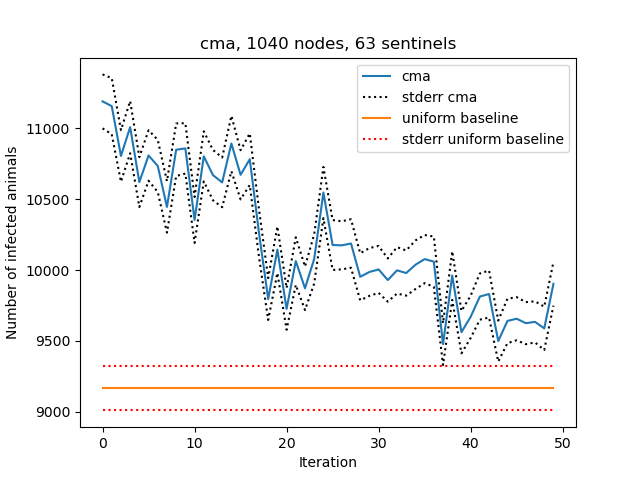 cma, 1040 nodes, 63 sentinels
cma
stderr cma
uniform baseline
stderr uniform baseline
Number of infected animals
11000
10500
10000
9500
9000
0 10 20 30 40 50
Iteration